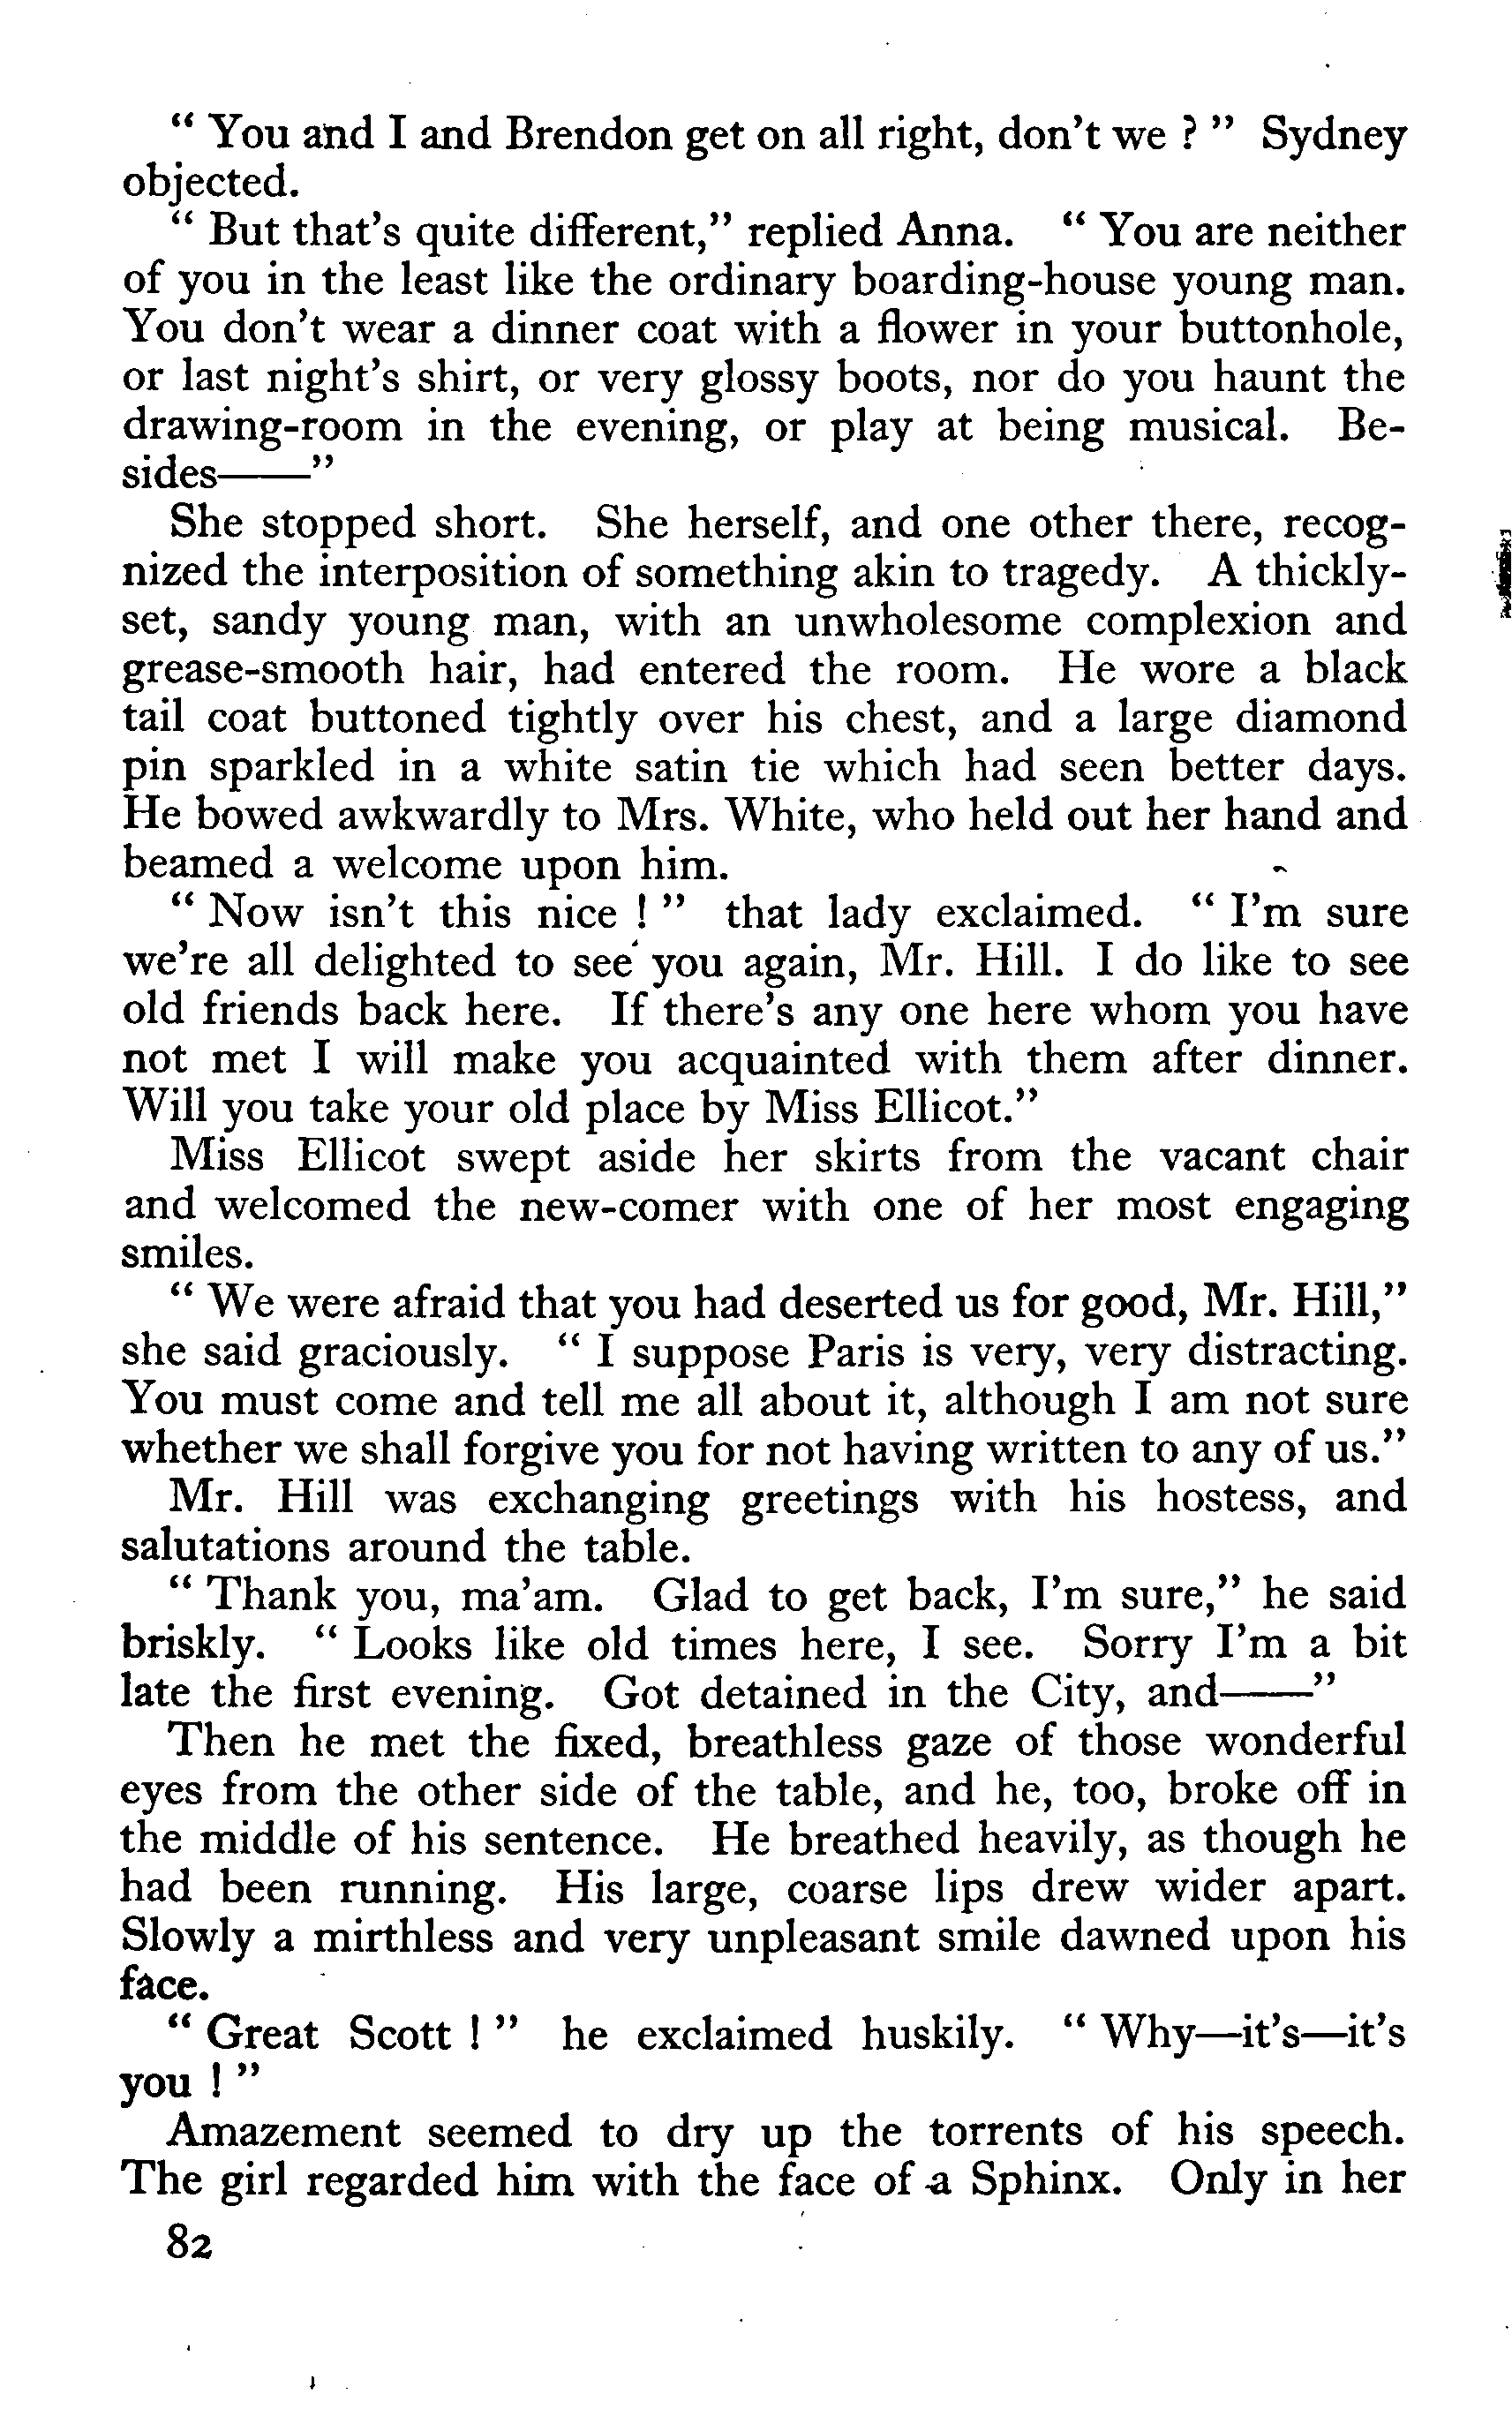 “ You and I and Brendon get on all right, don’t we ? ” Sydney
objected.
“ But that’s quite different,” replied Anna. “ You are neither
of you in the least like the ordinary boarding-house young man.
You don’t wear a dinner coat with a flower in your buttonhole,
or last night’s shirt, or very glossy boots, nor do you haunt the
drawing-room in the evening, or play at being musical. Be-
sides——”
She stopped short. She herself, and one other there, recog-
nized the interposition of something akin to tragedy. A thickly-
set, sandy young man, with an unwholesome complexion and
grease-smooth hair, had entered the room. He wore a black
tail coat buttoned tightly over his chest, and a large diamond
pin sparkled in a white satin tie which had seen better days.
He bowed awkwardly to Mrs. White, who held out her hand and
beamed a welcome upon him.
“ Now isn’t this nice ! ” that lady exclaimed. “ I’m sure
we’re all delighted to see you again, Mr. Hill. I do like to see
old friends back here. If there’s any one here whom you have
not met I will make you acquainted with them after dinner.
Will you take your old place by Miss Ellicot.”
Miss Ellicot swept aside her skirts from the vacant chair
and welcomed the new-comer with one of her most engaging
smiles.
“ We were afraid that you had deserted us for good, Mr. Hill,”
she said graciously. “ I suppose Paris is very, very distracting.
You must come and tell me all about it, although I am not sure
whether we shall forgive you for not having written to any of us.”
Mr. Hill was exchanging greetings with his hostess, and
salutations around the table.
“ Thank you, ma’am. Glad to get back, I’m sure,” he said
briskly. “ Looks like old times here, I see. Sorry I’m a bit
late the first evening. Got detained in the City, and——”
Then he met the fixed, breathless gaze of those wonderful
eyes from the other side of the table, and he, too, broke off in
the middle of his sentence. He breathed heavily, as though he
had been running. His large, coarse lips drew wider apart.
Slowly a mirthless and very unpleasant smile dawned upon his
face.
“ Great Scott ! ” he exclaimed huskily. “ Why—it’s—it’s
you ! ”
Amazement seemed to dry up the torrents of his speech.
The girl regarded him with the face of a Sphinx. Only in her
82